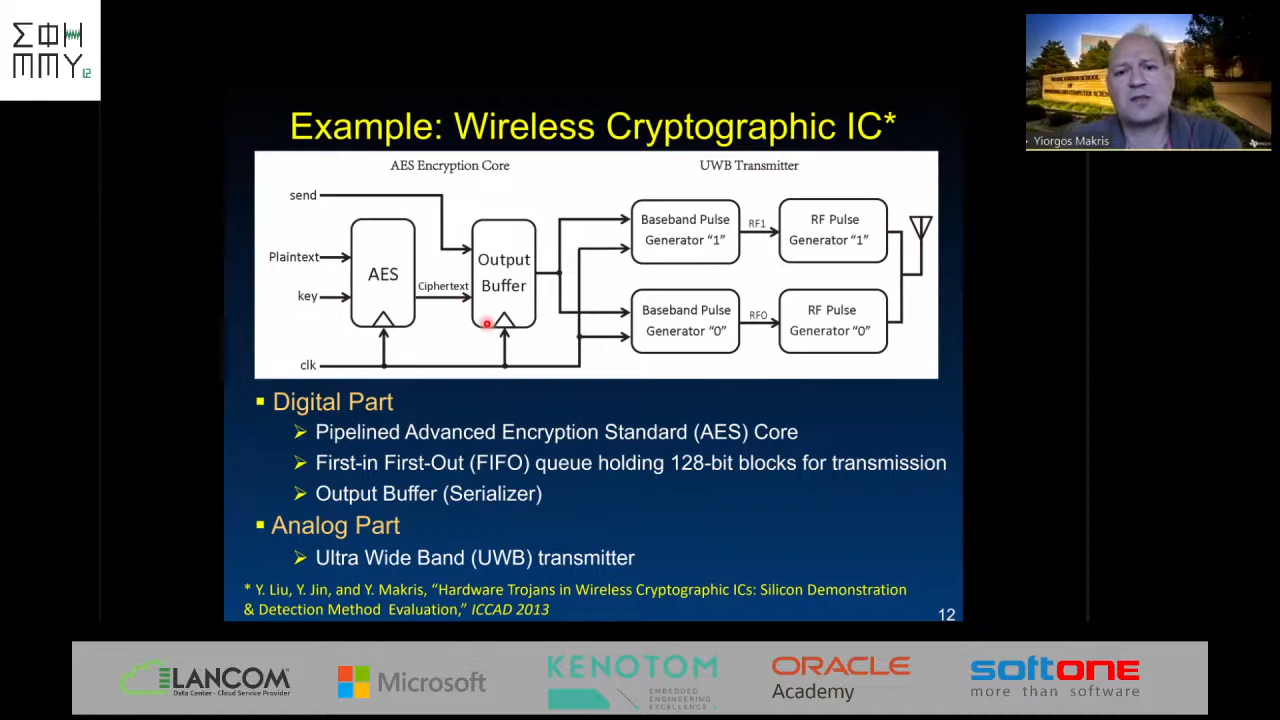 ΣΦΗ
ΜΜΥ 12
Yiorgos Makris
Example: Wireless Cryptographic IC*
AES Encryption Core
UWB Transmitter
send
Plaintext
key
clk
AES
Ciphertext
Output
Buffer
Baseband Pulse
Generator “1”
RF1
RF Pulse
Generator “1”
Baseband Pulse
Generator “0”
RF0
RF Pulse
Generator “0”
▪ Digital Part
➢ Pipelined Advanced Encryption Standard (AES) Core
➢ First-in First-Out (FIFO) queue holding 128-bit blocks for transmission
➢ Output Buffer (Serializer)
▪ Analog Part
➢ Ultra Wide Band (UWB) transmitter
* Y. Liu, Y. Jin, and Y. Makris, “Hardware Trojans in Wireless Cryptographic ICs: Silicon Demonstration
& Detection Method Evaluation,” ICCAD 2013
12
LANCOM
Data Center - Cloud Service Provider
Microsoft
KENOTOM
EMBEDDED
ENGINEERING
EXCELLENCE
ORACLE
Academy
softone
more than software